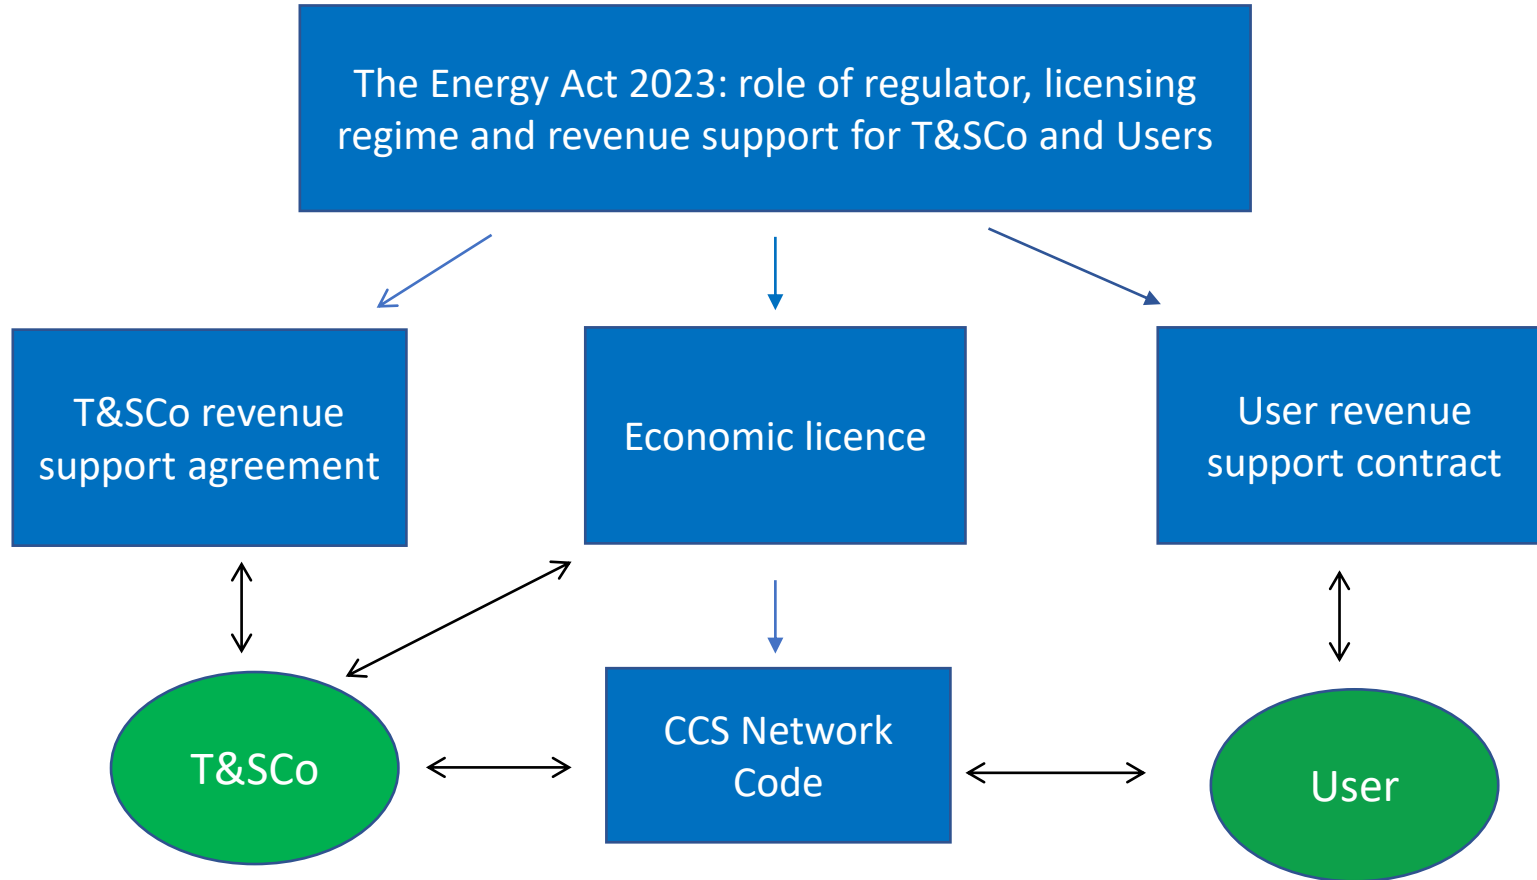 The Energy Act 2023: role of regulator, licensing
regime and revenue support for T&SCo and Users
T&SCo revenue
support agreement
Economic licence
User revenue
support contract
T&SCo
CCS Network
Code
User